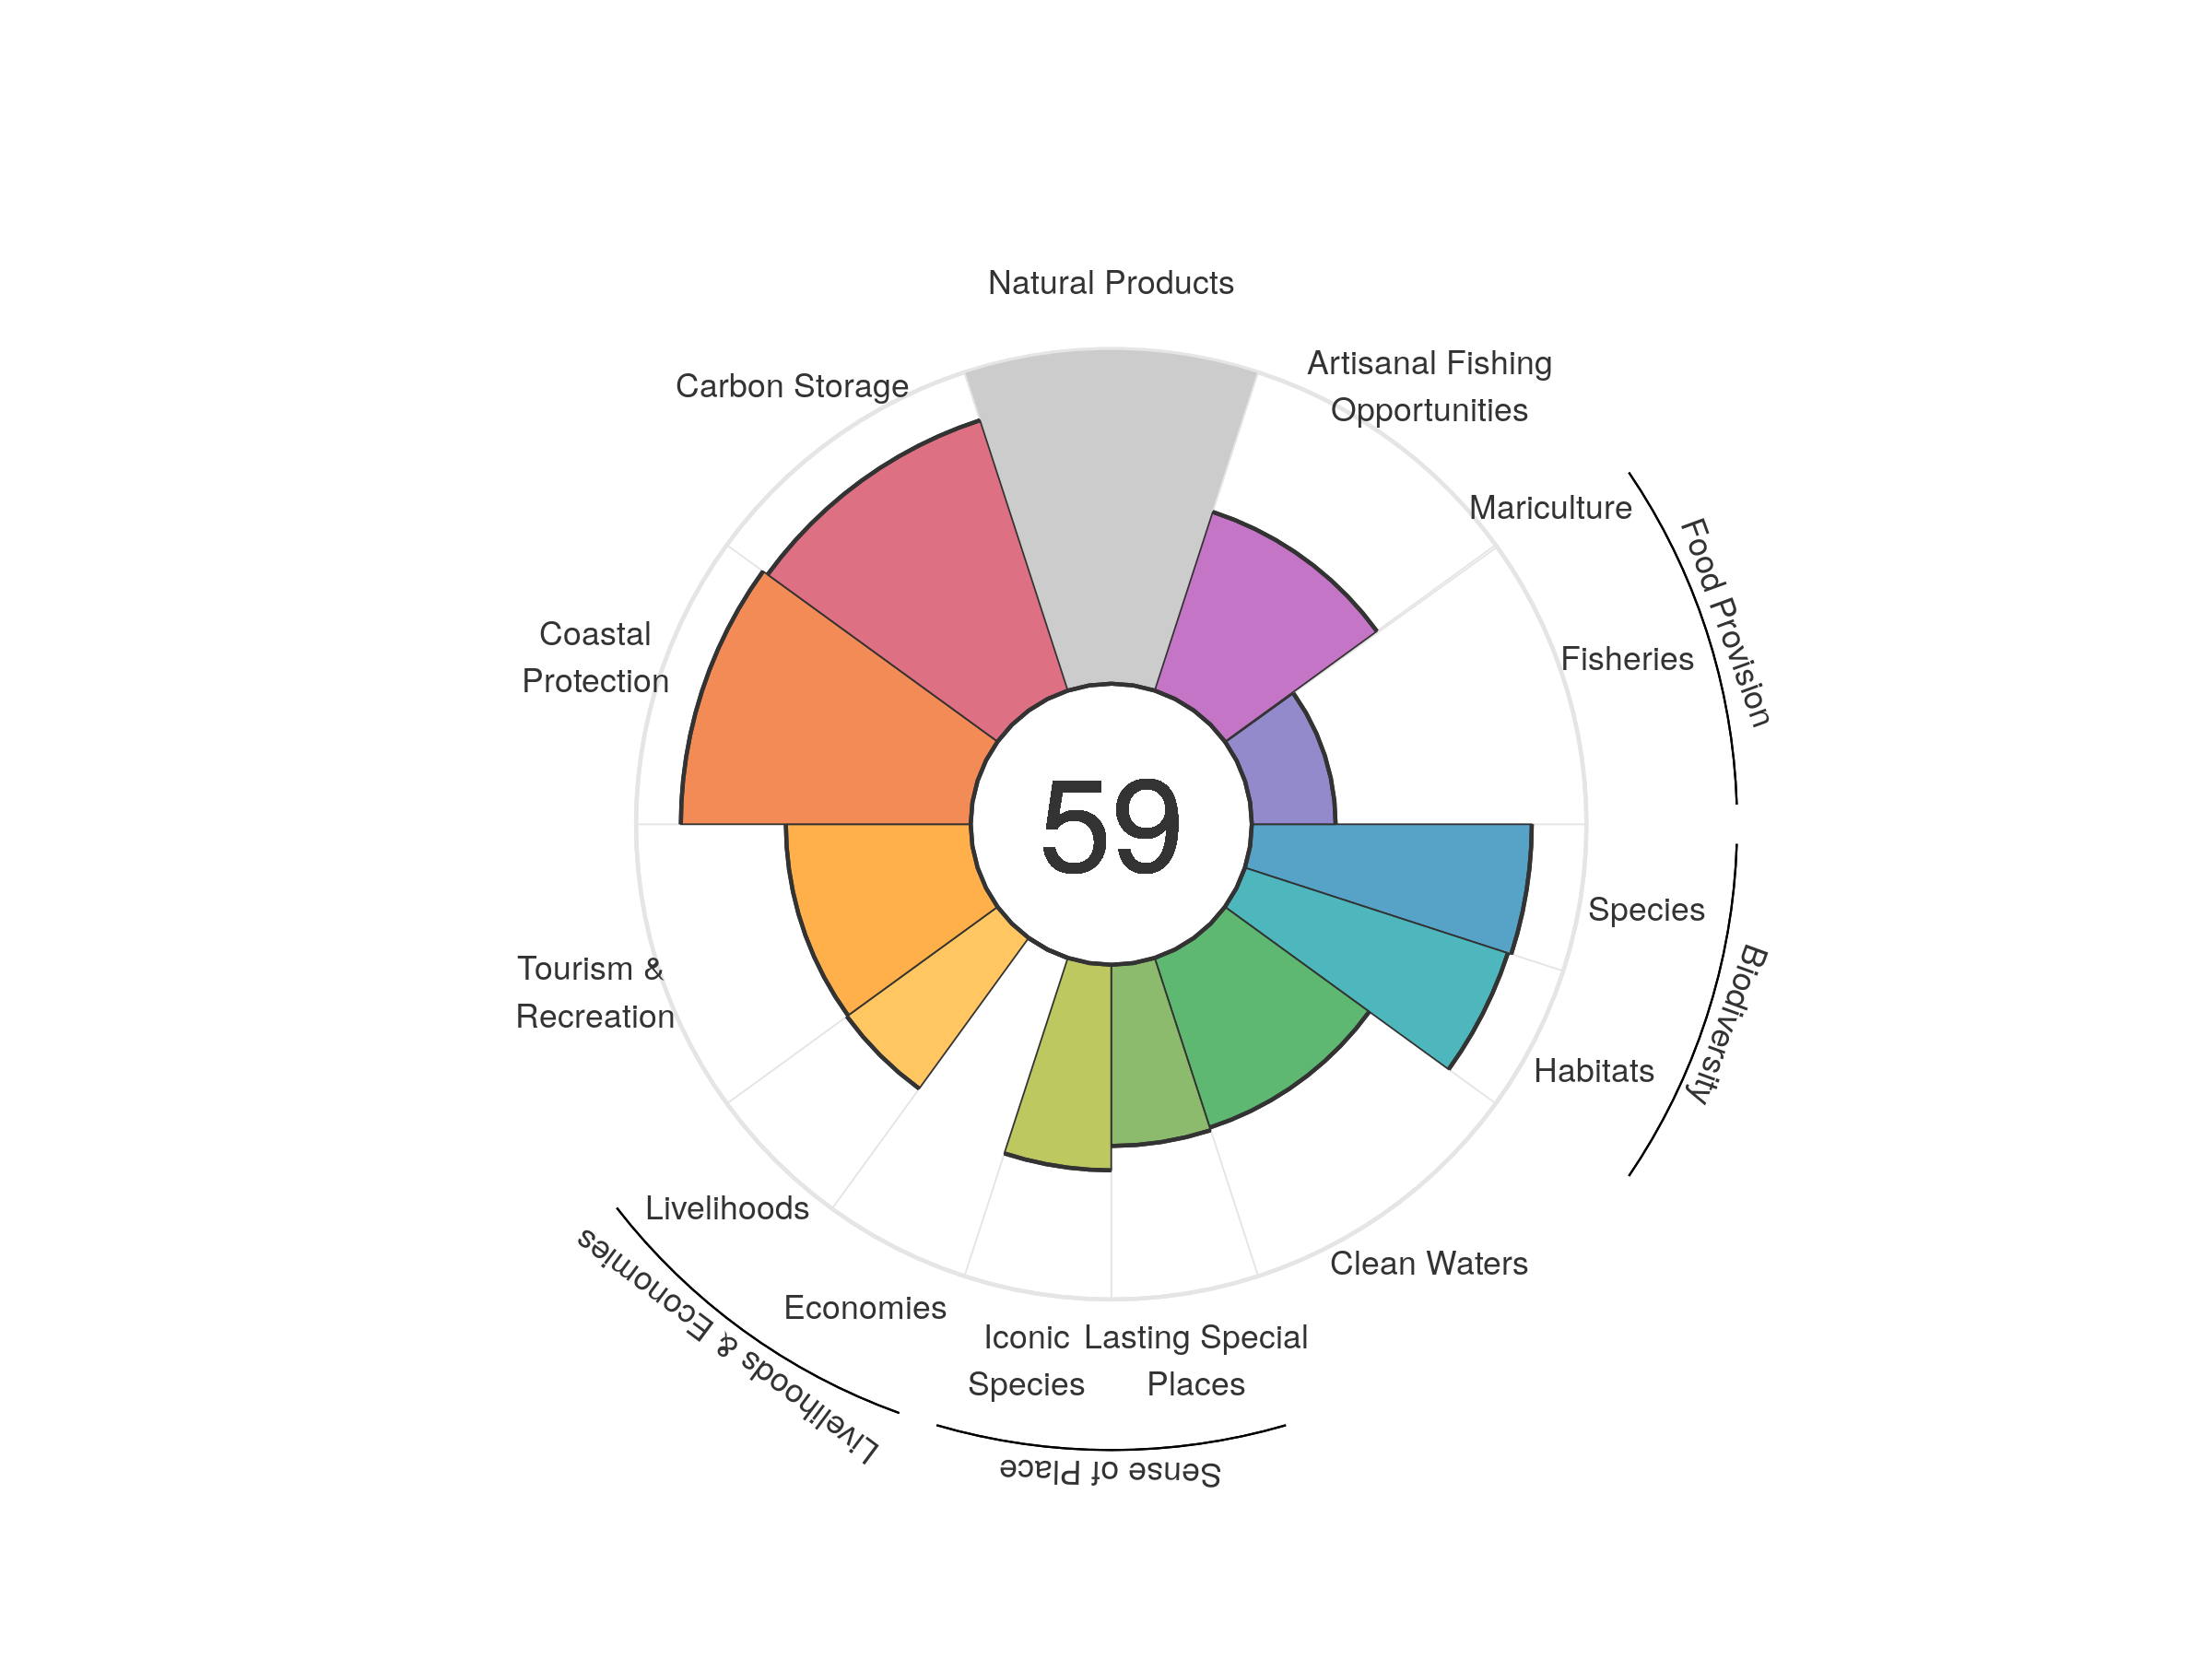 Natural Products
Artisanal Fishing
Opportunities
Carbon Storage
Mariculture
Food Provision
Fisheries
Coastal
Protection
59
Species
Biodiversity
Tourism &
Recreation
Habitats
Livelihoods
Clean Waters
Livelihoods & Economies
Economies
Iconic
Species
Lasting Special
Places
Sense of Place